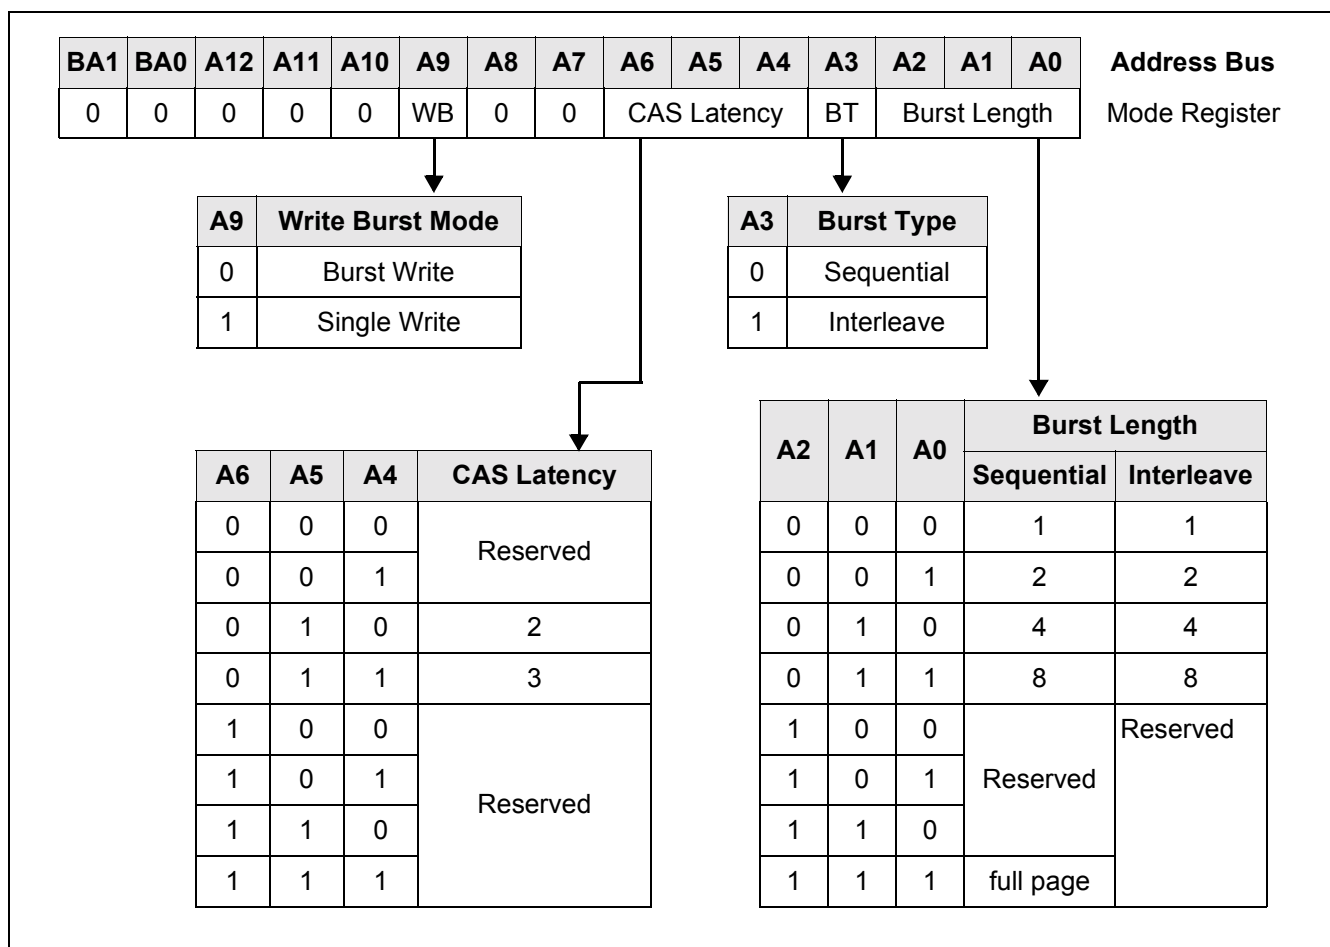 BA1 BA0 A12 A11 A10 A9 A8 A7 A6 A5 A4 A3 A2 A1 A0 Address Bus
0 0 0 0 0 WB 0 0 CAS Latency BT Burst Length Mode Register
A9 Write Burst Mode
0 Burst Write
1 Single Write
A3 Burst Type
0 Sequential
1 Interleave
A6 A5 A4 CAS Latency
0 0 0 Reserved
0 0 1
0 1 0 2
0 1 1 3
1 0 0 Reserved
1 0 1
1 1 0
1 1 1
A2 A1 A0 Burst Length
Sequential Interleave
0 0 0 1 1
0 0 1 2 2
0 1 0 4 4
0 1 1 8 8
1 0 0 Reserved
1 0 1 Reserved
1 1 0
1 1 1 full page